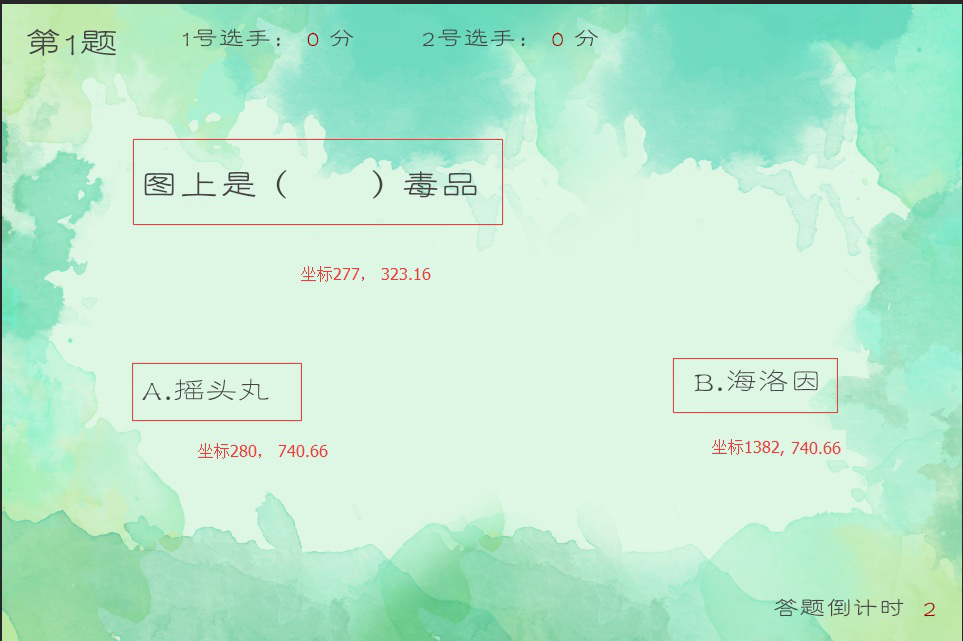 第1题 1号选手： 0 分 2号选手： 0 分
图上是（ ）毒品
坐标277， 323.16
A.摇头丸 B.海洛因
坐标280， 740.66 坐标1382, 740.66
答题倒计时 2